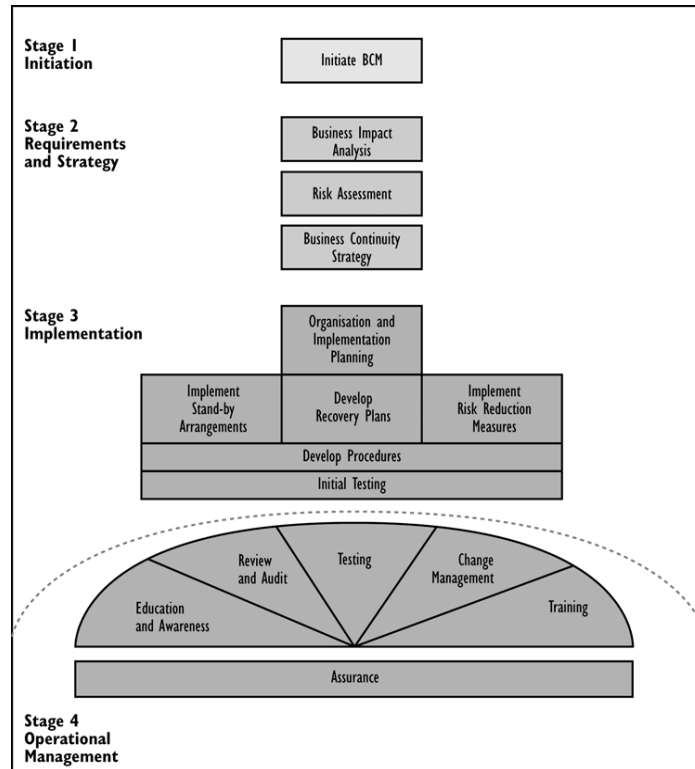 Stage 1
Initiation
Initiate BCM
Stage 2
Requirements
and Strategy
Business Impact
Analysis
Risk Assessment
Business Continuity
Strategy
Stage 3
Implementation
Organisation and
Implementation
Planning
Implement
Stand-by
Arrangements
Develop
Recovery Plans
Implement
Risk Reduction
Measures
Develop Procedures
Initial Testing
Education
and Awareness
Review
and Audit
Testing
Change
Management
Training
Assurance
Stage 4
Operational
Management